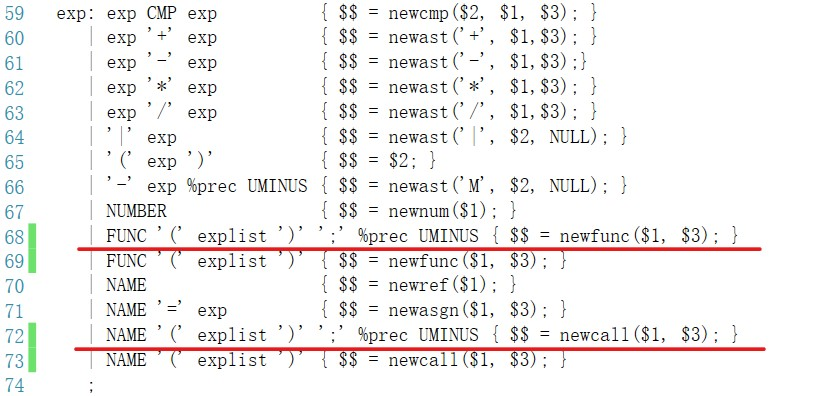 59 exp: exp CMP exp { $$ = newcmp($2, $1, $3); }
60 | exp '+' exp { $$ = newast('+', $1,$3); }
61 | exp '-' exp { $$ = newast('-', $1,$3);}
62 | exp '*' exp { $$ = newast('*', $1,$3); }
63 | exp '/' exp { $$ = newast('/', $1,$3); }
64 | '|' exp { $$ = newast('|', $2, NULL); }
65 | '(' exp ')' { $$ = $2; }
66 | '-' exp %prec UMINUS { $$ = newast('M', $2, NULL); }
67 | NUMBER { $$ = newnum($1); }
68 | FUNC '(' explist ')' ';' %prec UMINUS { $$ = newfunc($1, $3); }
69 | FUNC '(' explist ')' { $$ = newfunc($1, $3); }
70 | NAME { $$ = newref($1); }
71 | NAME '=' exp { $$ = newasgn($1, $3); }
72 | NAME '(' explist ')' ';' %prec UMINUS { $$ = newcall($1, $3); }
73 | NAME '(' explist ')' { $$ = newcall($1, $3); }
74 ;